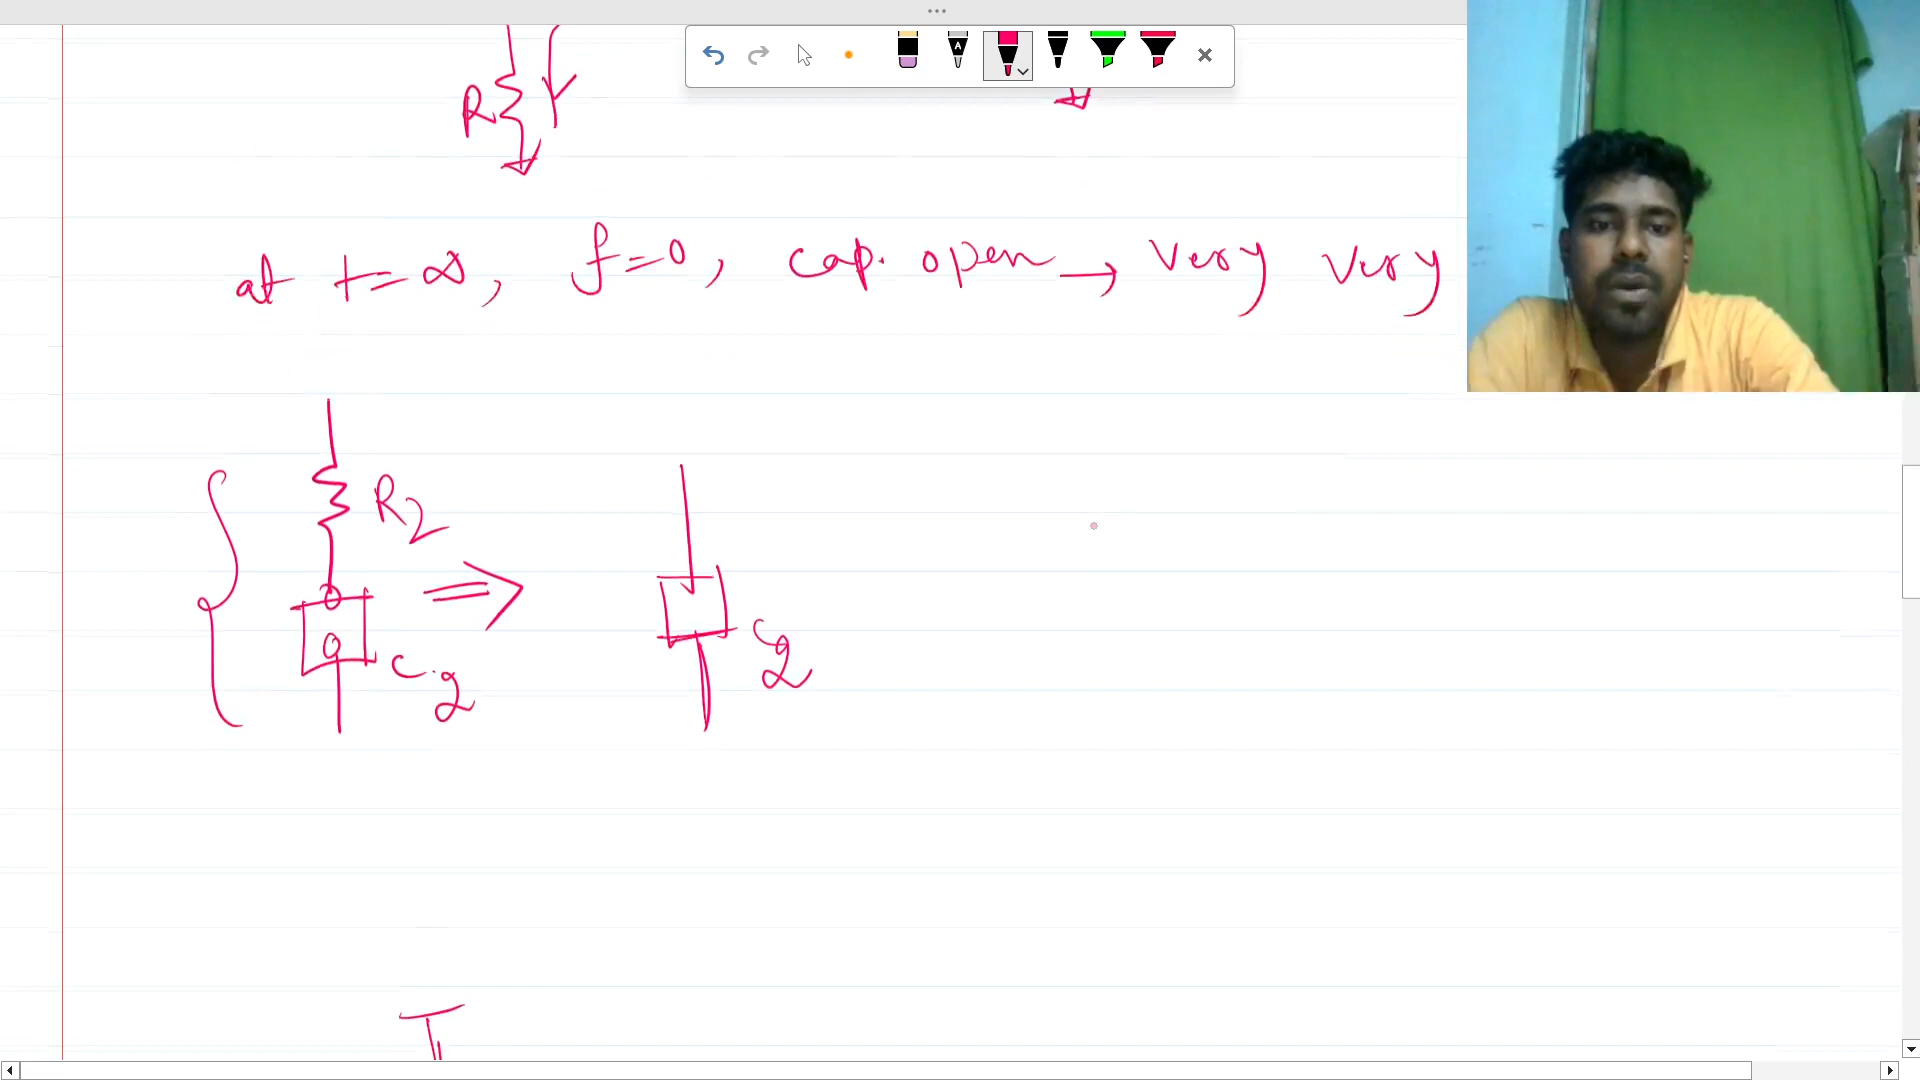 R
at t=∞, f=0, cap. open → very very
R2
C2
C2